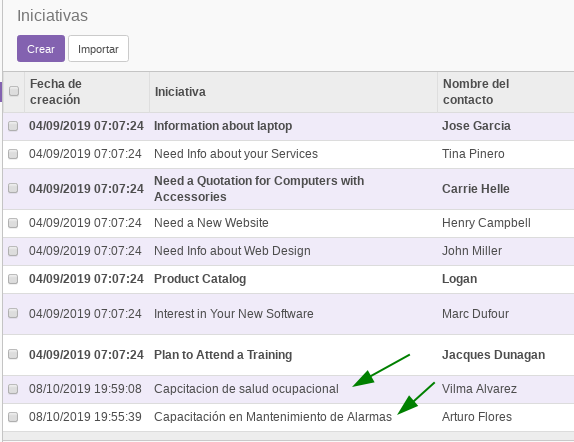 Iniciativas
Crear Importar
Fecha de creación Iniciativa Nombre del contacto
04/09/2019 07:07:24 Information about laptop Jose Garcia
04/09/2019 07:07:24 Need Info about your Services Tina Pinero
04/09/2019 07:07:24 Need a Quotation for Computers with Accessories Carrie Helle
04/09/2019 07:07:24 Need a New Website Henry Campbell
04/09/2019 07:07:24 Need Info about Web Design John Miller
04/09/2019 07:07:24 Product Catalog Logan
04/09/2019 07:07:24 Interest in Your New Software Marc Dufour
04/09/2019 07:07:24 Plan to Attend a Training Jacques Dunagan
08/10/2019 19:59:08 Capcitacion de salud ocupacional Vilma Alvarez
08/10/2019 19:55:39 Capacitación en Mantenimiento de Alarmas Arturo Flores